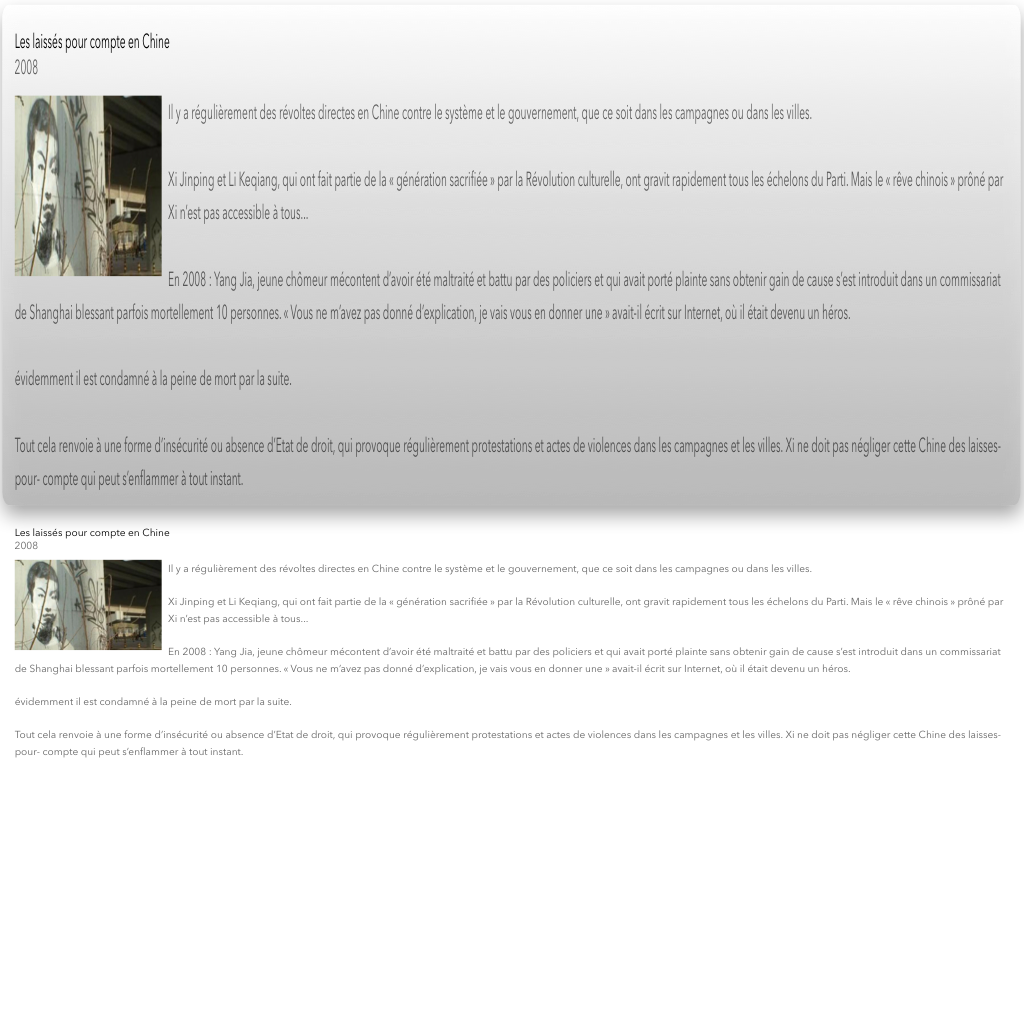 Les laissés pour compte en Chine
2008
Il y a régulièrement des révoltes directes en Chine contre le système et le gouvernement, que ce soit dans les campagnes ou dans les villes.
Xi Jinping et Li Keqiang, qui ont fait partie de la « génération sacrifiée » par la Révolution culturelle, ont gravit rapidement tous les échelons du Parti. Mais le « rêve chinois » prôné par
Xi n’est pas accessible à tous...
En 2008 : Yang Jia, jeune chômeur mécontent d’avoir été maltraité et battu par des policiers et qui avait porté plainte sans obtenir gain de cause s’est introduit dans un commissariat
de Shanghai blessant parfois mortellement 10 personnes. « Vous ne m’avez pas donné d’explication, je vais vous en donner une » avait-il écrit sur Internet, où il était devenu un héros.
évidemment il est condamné à la peine de mort par la suite.
Tout cela renvoie à une forme d’insécurité ou absence d’Etat de droit, qui provoque régulièrement protestations et actes de violences dans les campagnes et les villes. Xi ne doit pas négliger cette Chine des laisses-
pour- compte qui peut s’enflammer à tout instant.
Les laissés pour compte en Chine
2008
Il y a régulièrement des révoltes directes en Chine contre le système et le gouvernement, que ce soit dans les campagnes ou dans les villes.
Xi Jinping et Li Keqiang, qui ont fait partie de la « génération sacrifiée » par la Révolution culturelle, ont gravit rapidement tous les échelons du Parti. Mais le « rêve chinois » prôné par
Xi n’est pas accessible à tous...
En 2008 : Yang Jia, jeune chômeur mécontent d’avoir été maltraité et battu par des policiers et qui avait porté plainte sans obtenir gain de cause s’est introduit dans un commissariat
de Shanghai blessant parfois mortellement 10 personnes. « Vous ne m’avez pas donné d’explication, je vais vous en donner une » avait-il écrit sur Internet, où il était devenu un héros.
évidemment il est condamné à la peine de mort par la suite.
Tout cela renvoie à une forme d’insécurité ou absence d’Etat de droit, qui provoque régulièrement protestations et actes de violences dans les campagnes et les villes. Xi ne doit pas négliger cette Chine des laisses-
pour- compte qui peut s’enflammer à tout instant.